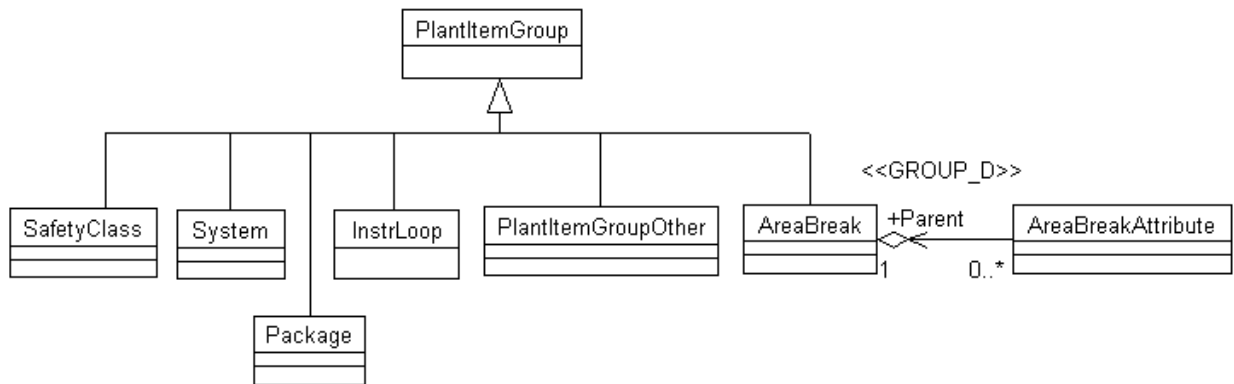 PlantItemGroup
<<GROUP_D>>
SafetyClass
System
InstrLoop
PlantItemGroupOther
AreaBreak
+Parent
AreaBreakAttribute
1
0..*
Package